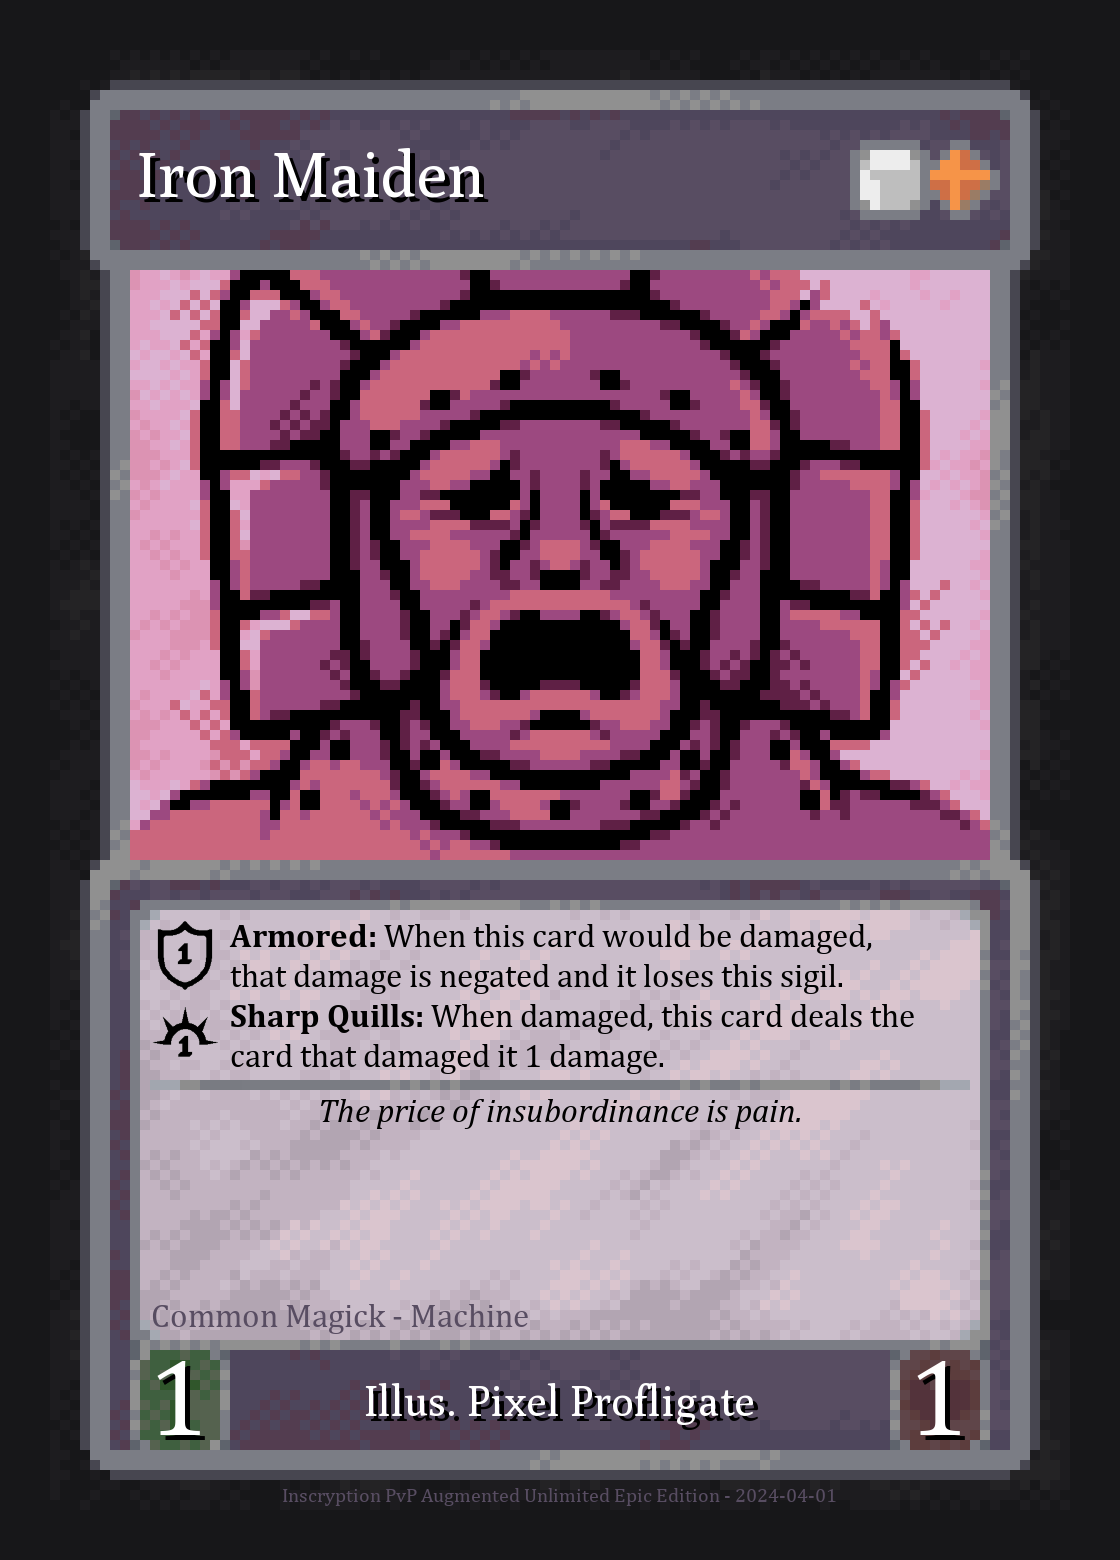 Iron Maiden
Armored: When this card would be damaged,
that damage is negated and it loses this sigil.
1
Sharp Quills: When damaged, this card deals the
card that damaged it 1 damage.
1
The price of insubordinance is pain.
Common Magick - Machine
1
Illus. Pixel Profligate
1
Inscryption PvP Augmented Unlimited Epic Edition - 2024-04-01